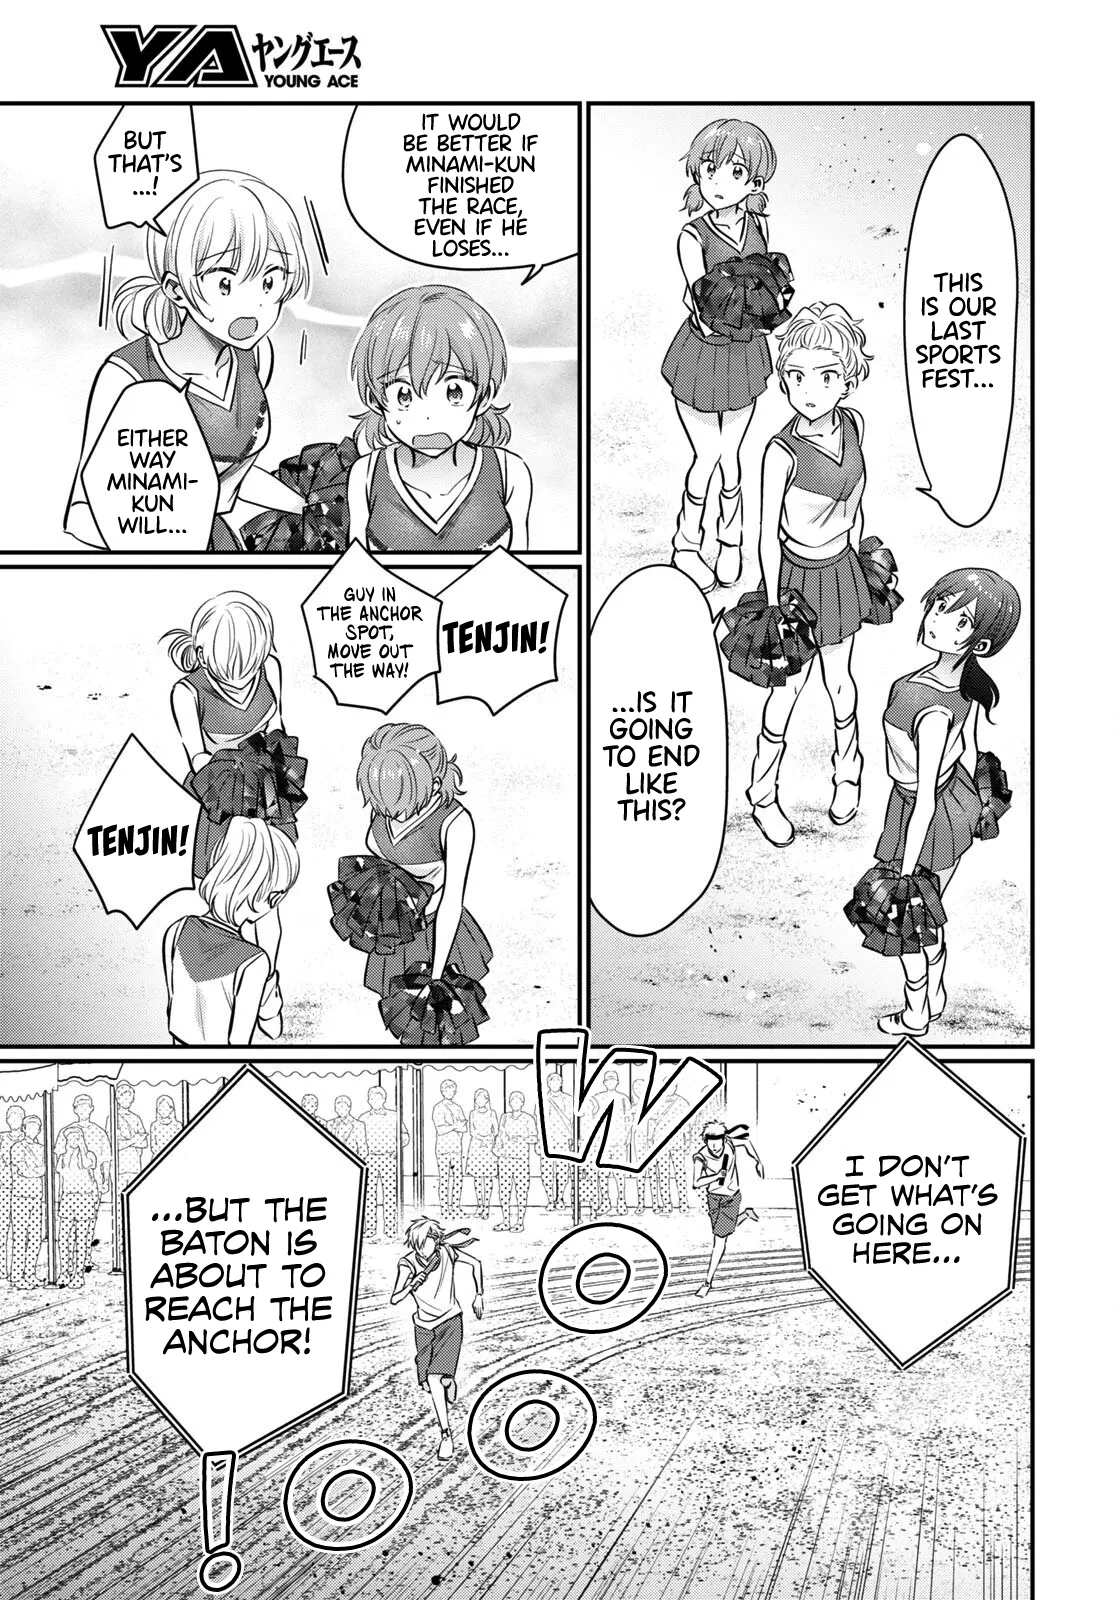 YA ヤングエース
YOUNG ACE
THIS
IS OUR
LAST
SPORTS
FEST...
...IS IT
GOING
TO END
LIKE
THIS?
IT WOULD
BE BETTER IF
MINAMI-KUN
FINISHED
THE RACE,
EVEN IF HE
LOSES...
BUT
THAT'S
...!
EITHER
WAY
MINAMI-
KUN
WILL...
TENJIN!
GUY IN
THE ANCHOR
SPOT,
MOVE OUT
THE WAY!
TENJIN!
I DON'T
GET WHAT'S
GOING ON
HERE...
...BUT THE
BATON IS
ABOUT TO
REACH THE
ANCHOR!
WOOO!